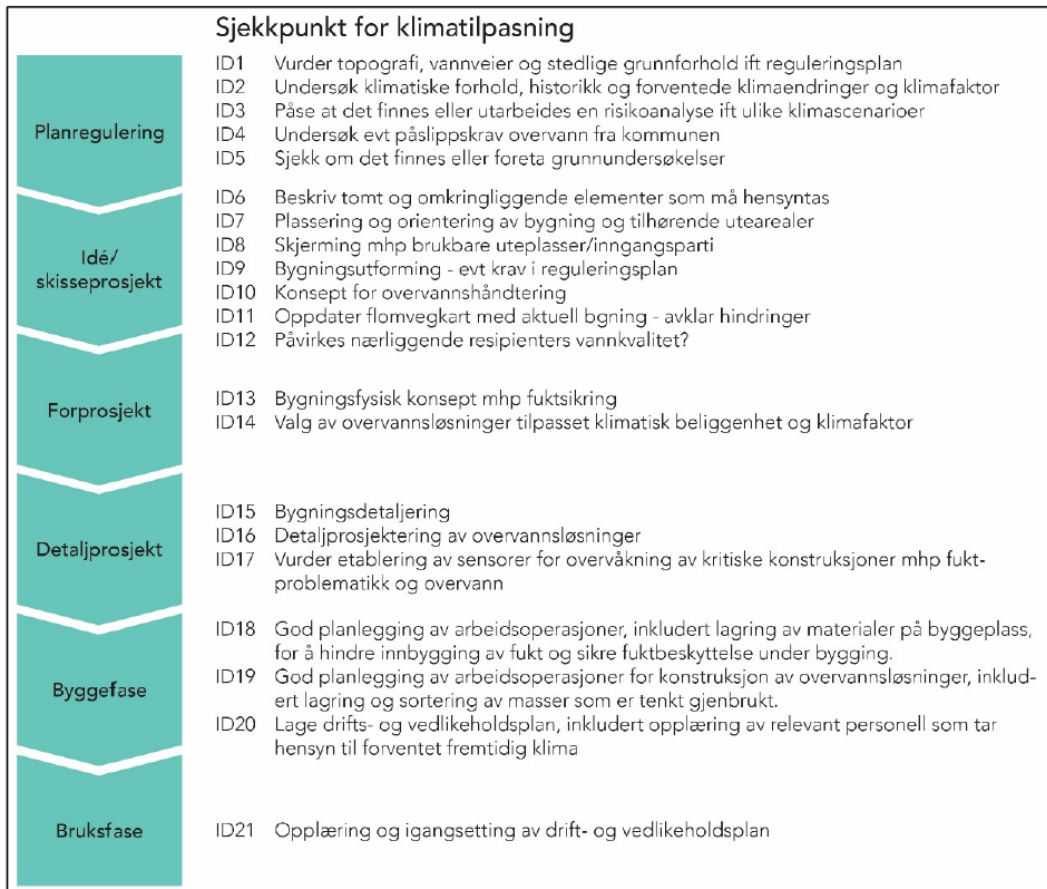 Sjekkpunkt for klimatilpasning
Planregulering
ID1 Vurder topografi, vannveier og stedlige grunnforhold ift reguleringsplan
ID2 Undersøk klimatiske forhold, historikk og forventede klimaendringer og klimafaktor
ID3 Påse at det finnes eller utarbeides en risikoanalyse ift ulike klimascenarioer
ID4 Undersøk evt påslippskrav overvann fra kommunen
ID5 Sjekk om det finnes eller foreta grunnundersøkelser
Idé/
skisseprosjekt
ID6 Beskriv tomt og omkringliggende elementer som må hensyntas
ID7 Plassering og orientering av bygning og tilhørende utearealer
ID8 Skjerming mhp brukbare uteplasser/inngangsparti
ID9 Bygningsutforming - evt krav i reguleringsplan
ID10 Konsept for overvannshåndtering
ID11 Oppdater flomvegkart med aktuell bgning - avklar hindringer
ID12 Påvirkes nærliggende resipienters vannkvalitet?
Forprosjekt
ID13 Bygningsfysisk konsept mhp fuktsikring
ID14 Valg av overvannsløsninger tilpasset klimatisk beliggenhet og klimafaktor
Detaljprosjekt
ID15 Bygningsdetaljering
ID16 Detaljprosjektering av overvannsløsninger
ID17 Vurder etablering av sensorer for overvåkning av kritiske konstruksjoner mhp fukt-
problematikk og overvann
Byggefase
ID18 God planlegging av arbeidsoperasjoner, inkludert lagring av materialer på byggeplass,
for å hindre innbygging av fukt og sikre fuktbeskyttelse under bygging.
ID19 God planlegging av arbeidsoperasjoner for konstruksjon av overvannsløsninger, inklud-
ert lagring og sortering av masser som er tenkt gjenbrukt.
ID20 Lage drifts- og vedlikeholdsplan, inkludert opplæring av relevant personell som tar
hensyn til forventet fremtidig klima
Bruksfase
ID21 Opplæring og igangsetting av drift- og vedlikeholdsplan